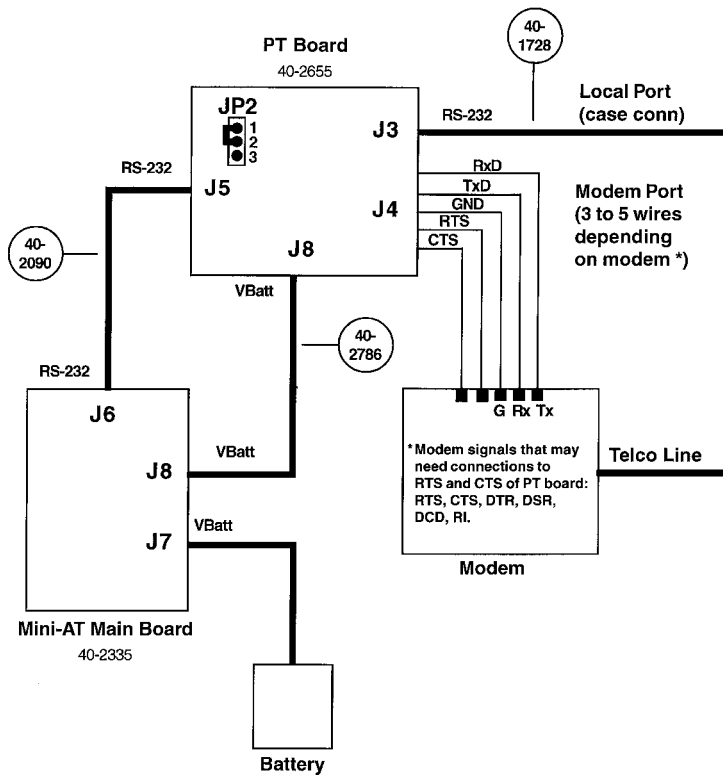 PT Board
40-2655
40-
1728
Local Port
(case conn)
JP2
1
2
3
J3
RS-232
RxD
TxD
GND
RTS
CTS
J4
Modem Port
(3 to 5 wires
depending
on modem *)
RS-232
J5
J8
40-
2090
VBatt
40-
2786
RS-232
J6
G Rx Tx
J8
VBatt
* Modem signals that may
need connections to
RTS and CTS of PT board:
RTS, CTS, DTR, DSR,
DCD, RI.
Telco Line
VBatt
J7
Modem
Mini-AT Main Board
40-2335
Battery